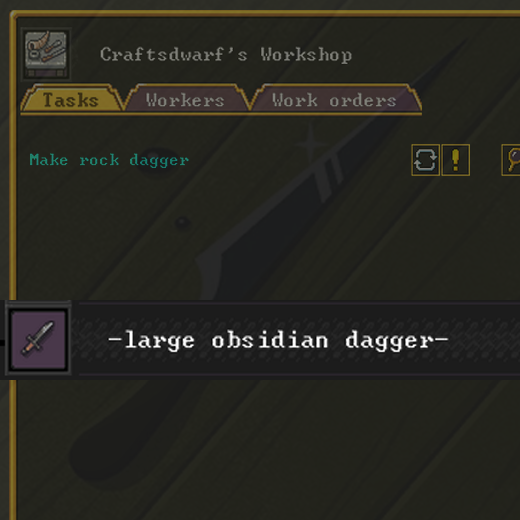 Craftsdwarf's Workshop
Tasks Workers Work orders
Make rock dagger
-large obsidian dagger-